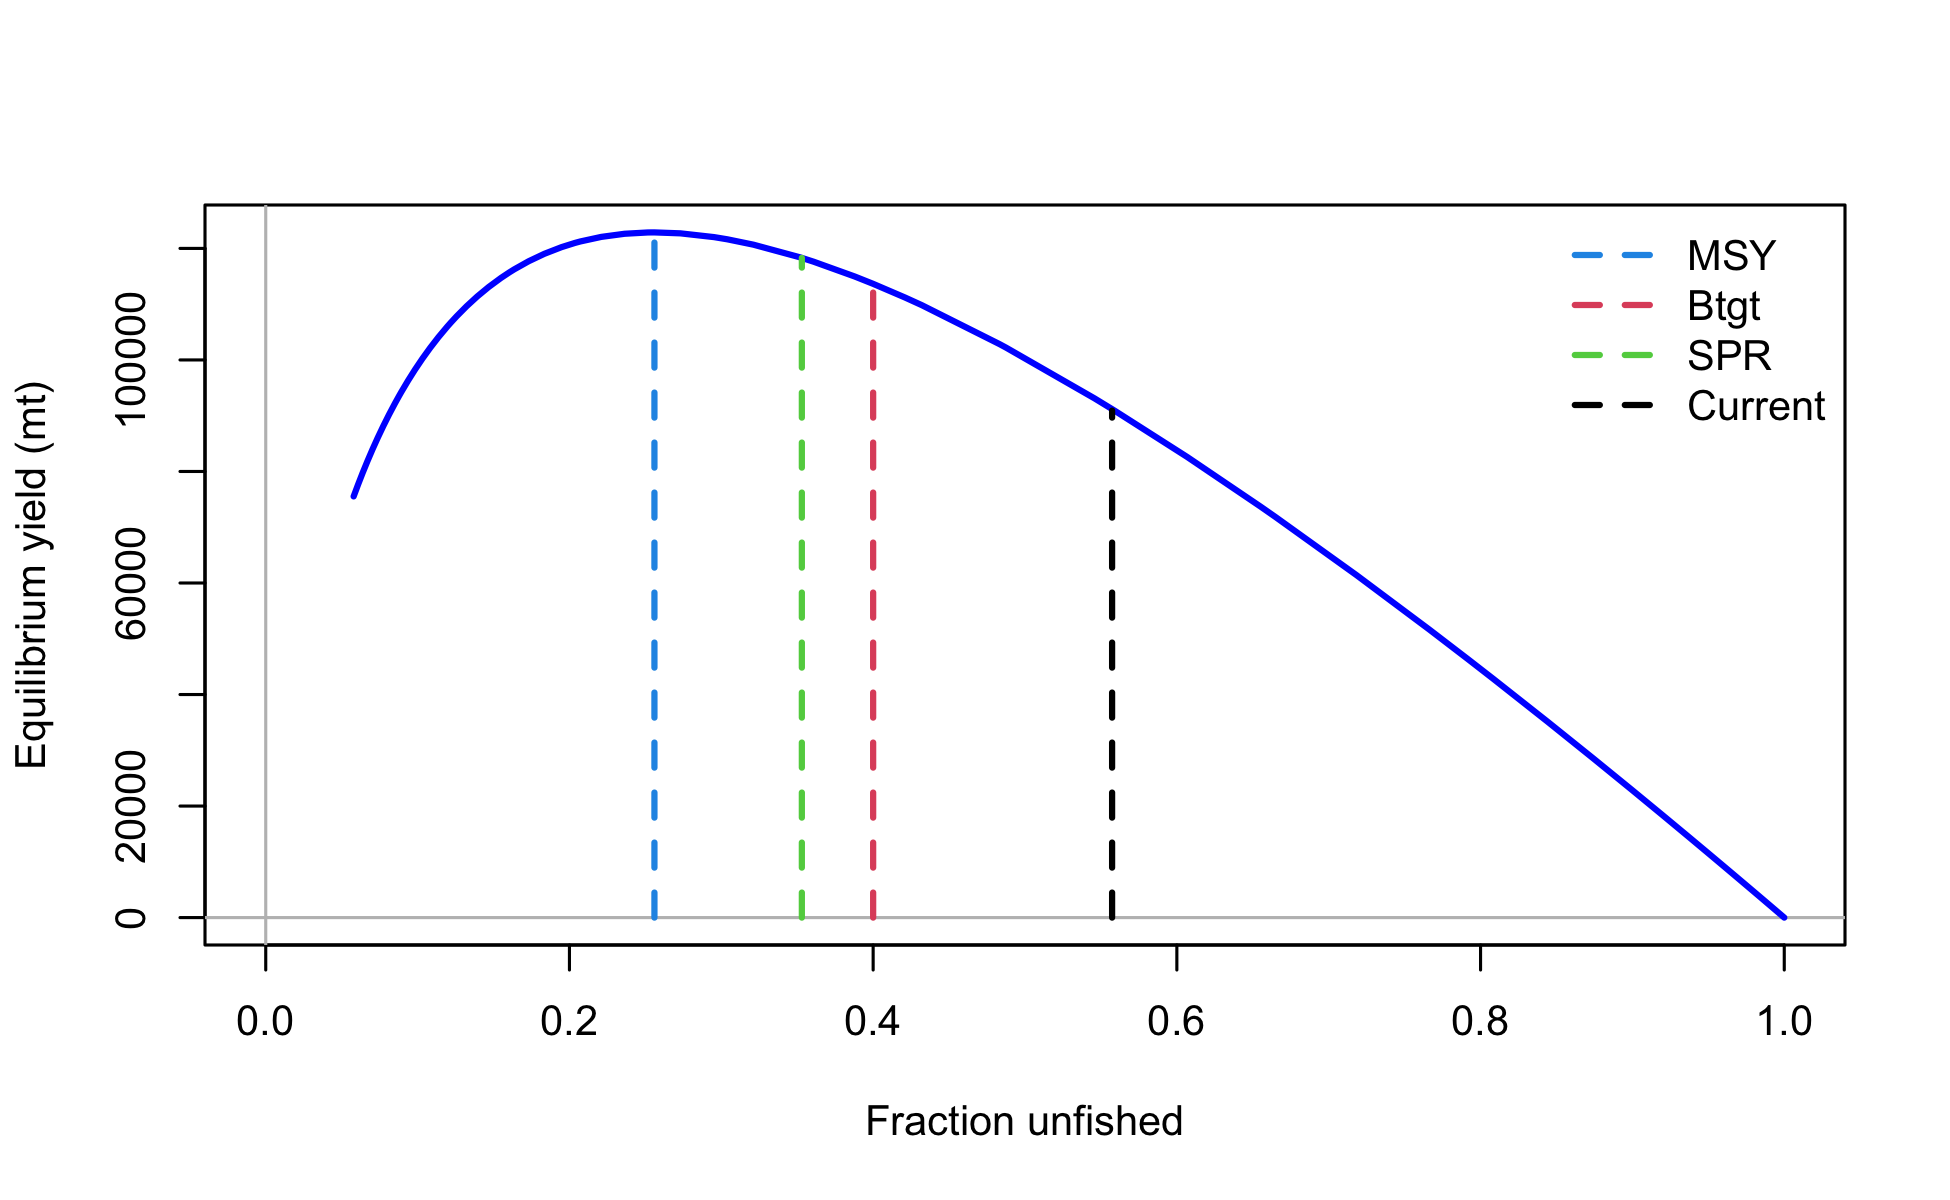 Equilibrium yield (mt)
100000
60000
20000
0
MSY
Btgt
SPR
Current
0.0 0.2 0.4 0.6 0.8 1.0
Fraction unfished